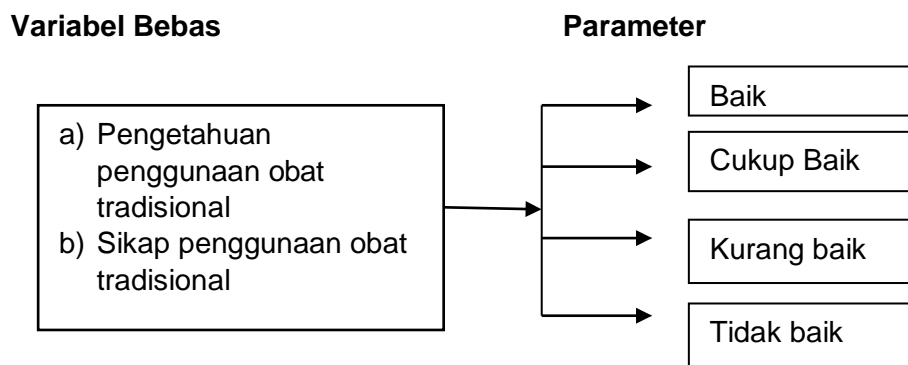 Variabel Bebas
Parameter
a) Pengetahuan
penggunaan obat
tradisional
b) Sikap penggunaan obat
tradisional
Baik
Cukup Baik
Kurang baik
Tidak baik